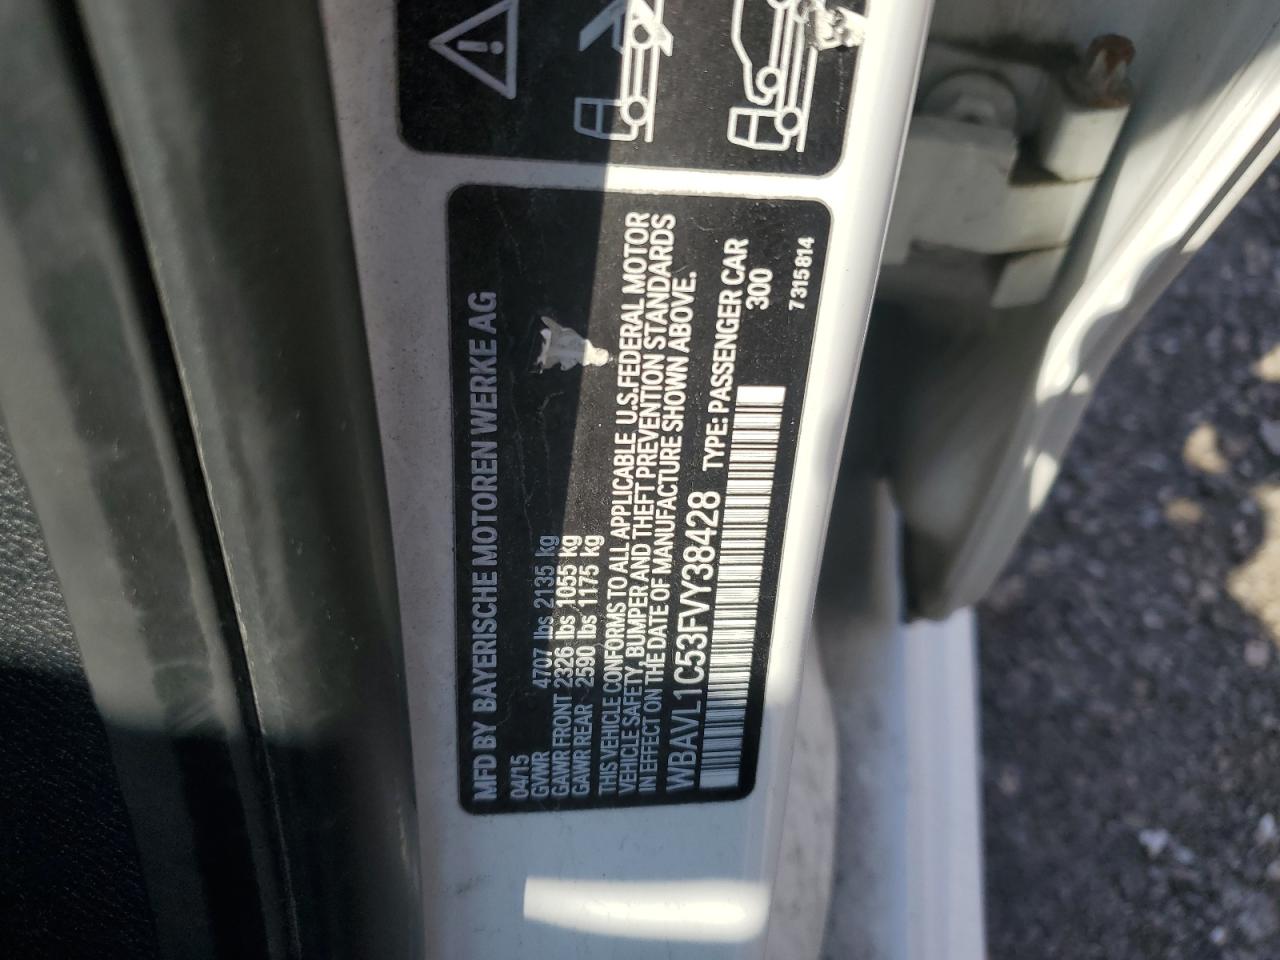 MFD BY BAYERISCHE MOTOREN WERKE AG
04/15
GVWR 4707 lbs 2135 kg
GAWR FRONT 2326 lbs 1055 kg
GAWR REAR 2590 lbs 1175 kg
THIS VEHICLE CONFORMS TO ALL APPLICABLE U.S.FEDERAL MOTOR
VEHICLE SAFETY, BUMPER AND THEFT PREVENTION STANDARDS
IN EFFECT ON THE DATE OF MANUFACTURE SHOWN ABOVE.
WBAVL1C53FVY38428 TYPE: PASSENGER CAR
300
7315814